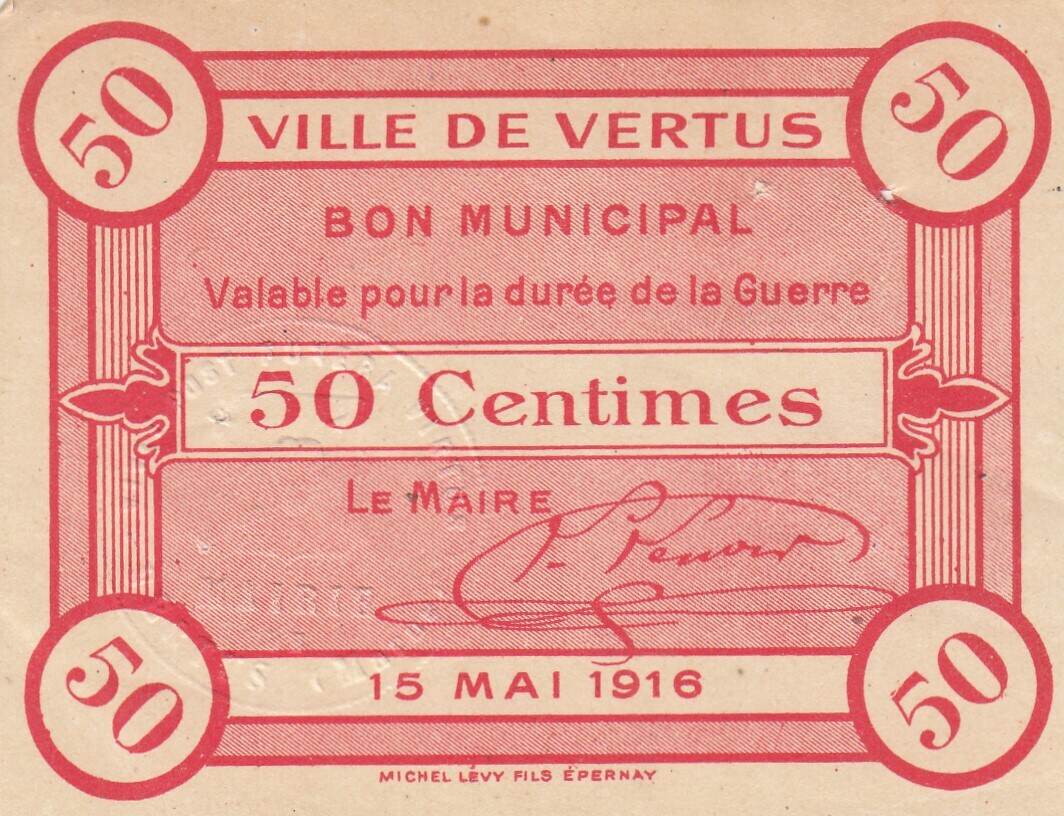 50
50
VILLE DE VERTUS
BON MUNICIPAL
Valable pour la durée de la Guerre
50 Centimes
LE MAIRE
MAIRIE
50
50
15 MAI 1916
MICHEL LÉVY FILS ÉPERNAY